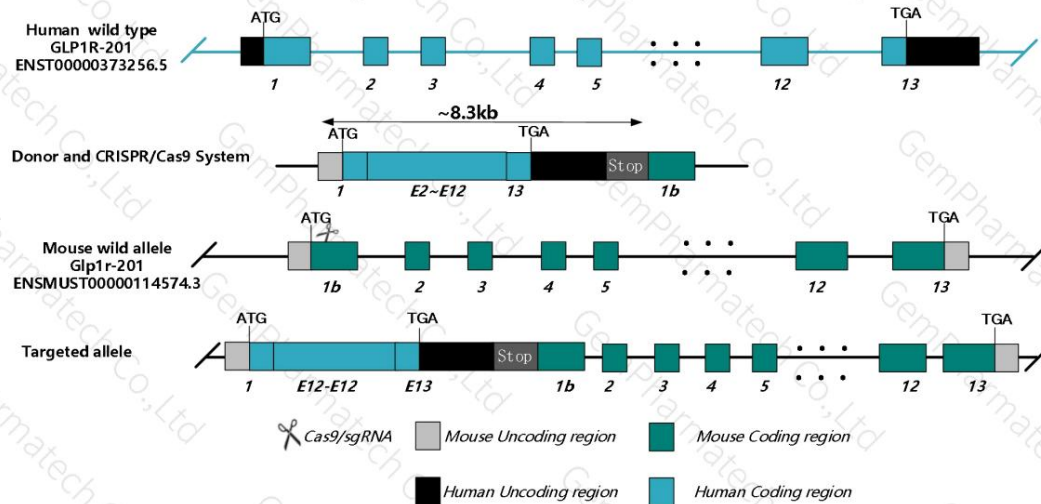 Human wild type
GLP1R-201
ENST00000373256.5
ATG
TGA
1
2
3
4
5
12
13
~8.3kb
Donor and CRISPR/Cas9 System
ATG
TGA
Stop
1
E2~E12
13
1b
Mouse wild allele
Glp1r-201
ENSMUST00000114574.3
ATG
TGA
1b
2
3
4
5
12
13
Targeted allele
ATG
TGA
TGA
Stop
1
E12-E12
E13
1b
2
3
4
5
12
13
Cas9/sgRNA
Mouse Uncoding region
Mouse Coding region
Human Uncoding region
Human Coding region
GemPharmatech Co.,Ltd